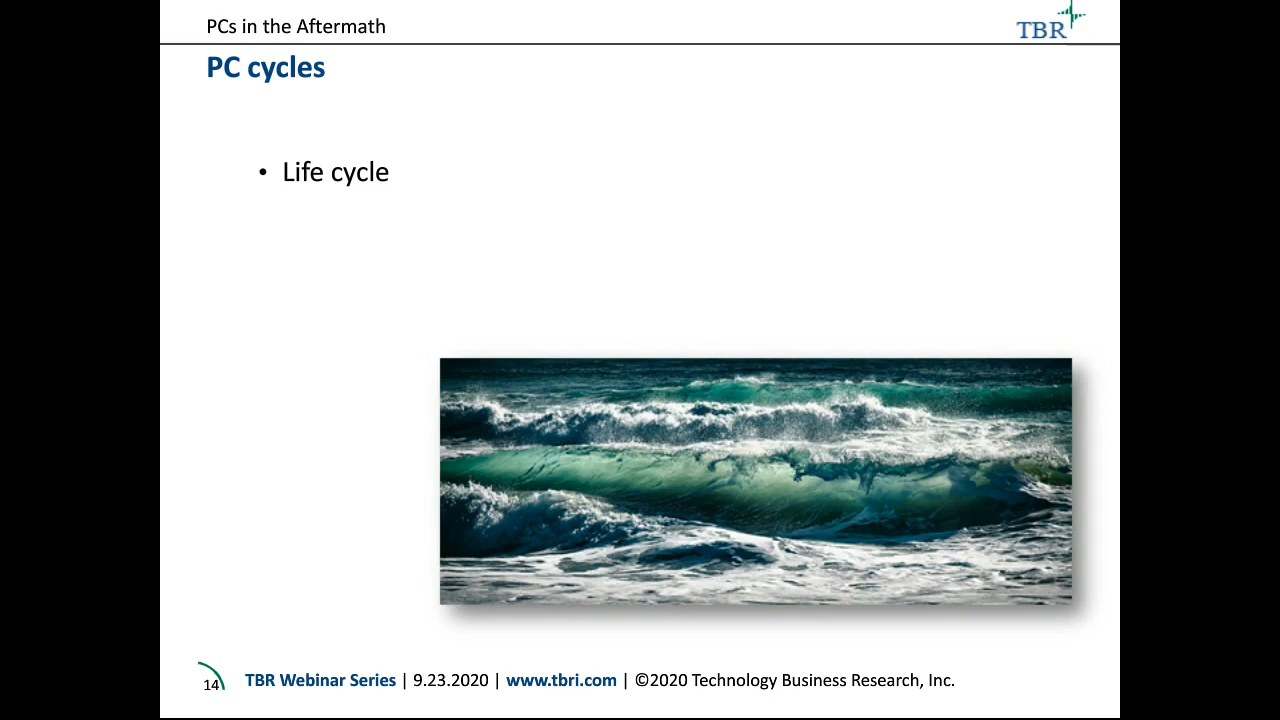 PCs in the Aftermath
TBR
PC cycles
• Life cycle
14
TBR Webinar Series | 9.23.2020 | www.tbri.com | ©2020 Technology Business Research, Inc.